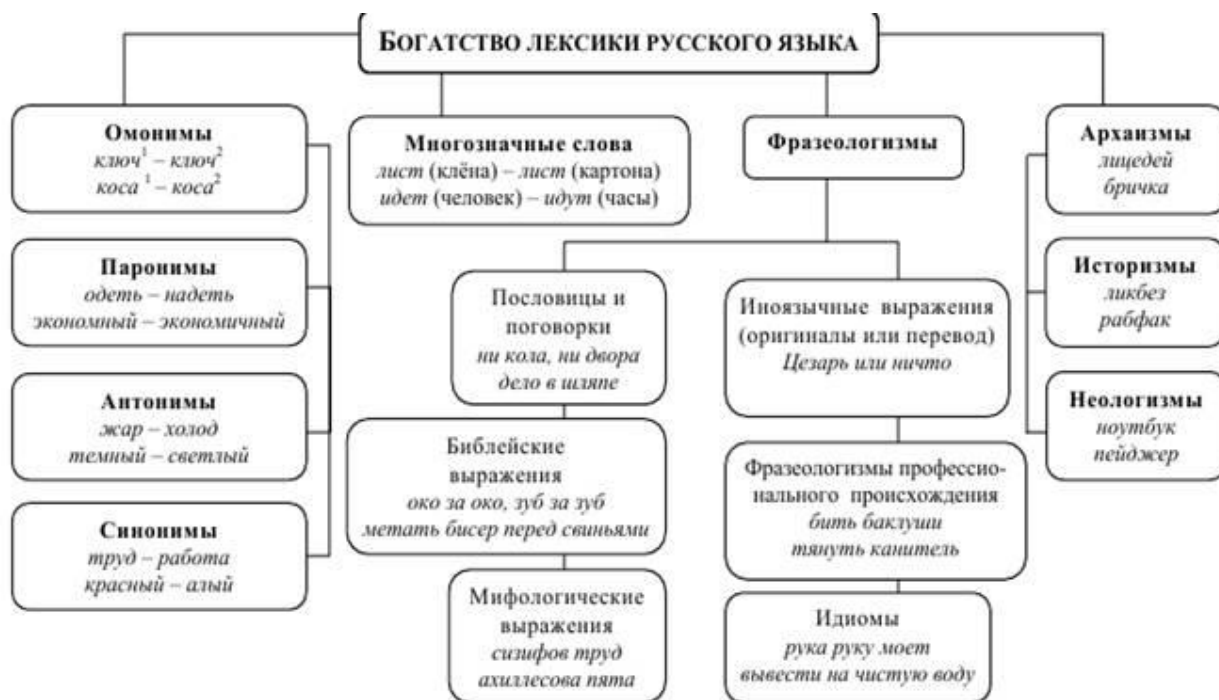 БОГАТСТВО ЛЕКСИКИ РУССКОГО ЯЗЫКА
Омонимы
ключ¹ – ключ²
коса ¹ – коса²
Паронимы
одеть – надеть
экономный – экономичный
Антонимы
жар – холод
темный – светлый
Синонимы
труд – работа
красный – алый
Многозначные слова
лист (клёна) – лист (картона)
идет (человек) – идут (часы)
Фразеологизмы
Пословицы и
поговорки
ни кола, ни двора
дело в шляпе
Библейские
выражения
око за око, зуб за зуб
метать бисер перед свиньями
Мифологические
выражения
сизифов труд
ахиллесова пята
Иноязычные выражения
(оригиналы или перевод)
Цезарь или ничто
Фразеологизмы профессио-
нального происхождения
бить баклуши
тянуть канитель
Идиомы
рука руку моет
вывести на чистую воду
Архаизмы
лицедей
бричка
Историзмы
ликбез
рабфак
Неологизмы
ноутбук
пейджер